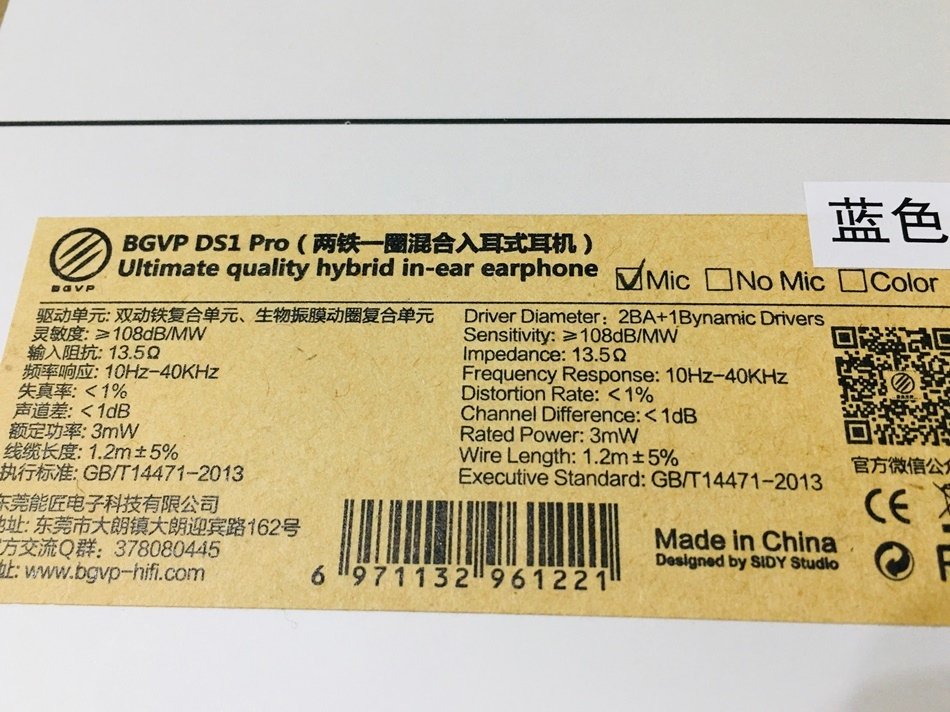 蓝色
BGVP
BGVP DS1 Pro（两铁一圈混合入耳式耳机）
Ultimate quality hybrid in-ear earphone
Mic No Mic Color
驱动单元: 双动铁复合单元、生物振膜动圈复合单元
灵敏度: ≥108dB/MW
输入阻抗: 13.5Ω
频率响应: 10Hz-40KHz
失真率: <1%
声道差: <1dB
额定功率: 3mW
线缆长度: 1.2m±5%
执行标准: GB/T14471-2013
Driver Diameter: 2BA+1Bynamic Drivers
Sensitivity: ≥108dB/MW
Impedance: 13.5Ω
Frequency Response: 10Hz-40KHz
Distortion Rate: <1%
Channel Difference: <1dB
Rated Power: 3mW
Wire Length: 1.2m±5%
Executive Standard: GB/T14471-2013
官方微信公
东莞能匠电子科技有限公司
地址: 东莞市大朗镇大朗迎宾路162号
方交流Q群: 378080445
址: www.bgvp-hifi.com
6 971132 961221
Made in China
Designed by SIDY Studio
CE